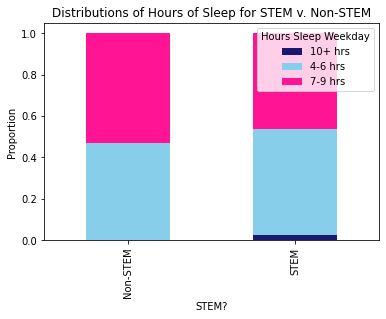 Distributions of Hours of Sleep for STEM v. Non-STEM
Hours Sleep Weekday
10+ hrs
4-6 hrs
7-9 hrs
Proportion
1.0
0.8
0.6
0.4
0.2
0.0
Non-STEM
STEM
STEM?